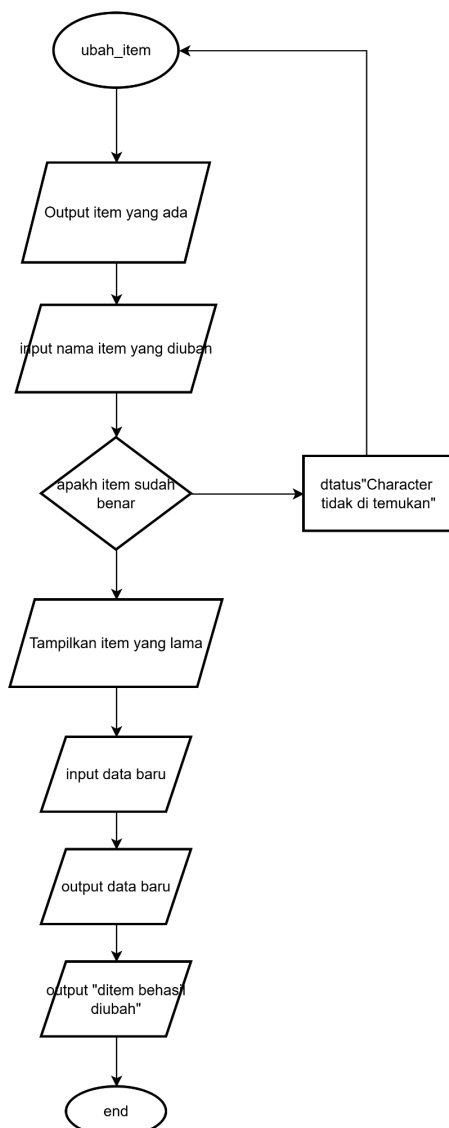 ubah_item
Output item yang ada
input nama item yang diubah
apakh item sudah
benar
dtatus"Character
tidak di temukan"
Tampilkan item yang lama
input data baru
output data baru
output "ditem behasil
diubah"
end